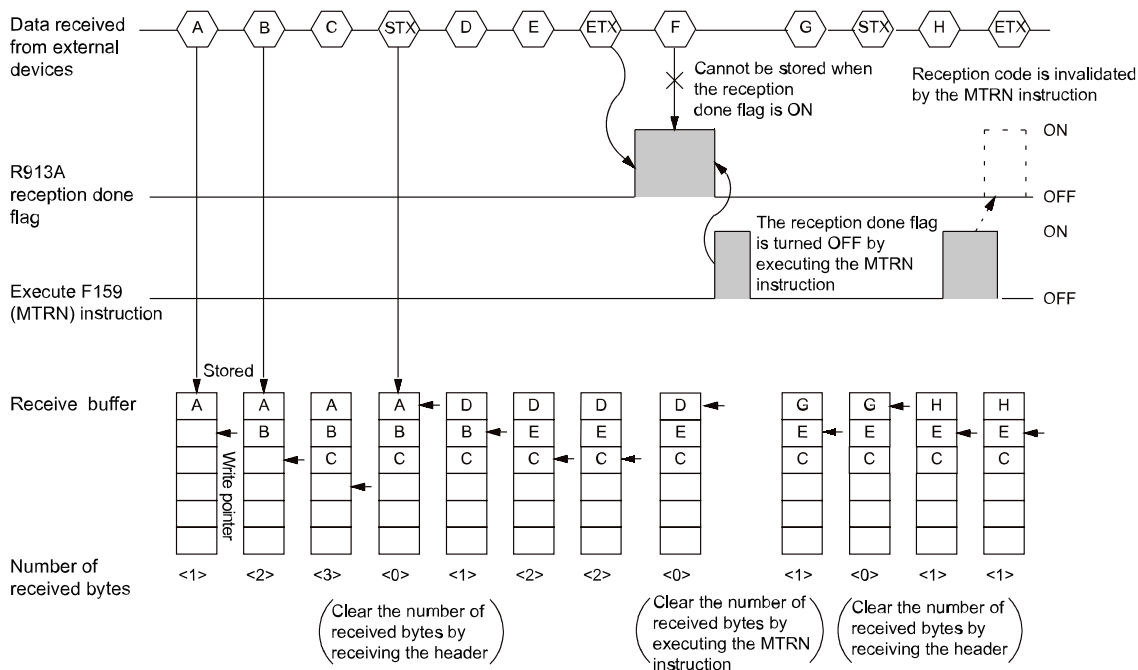 Data received
from external
devices
A B C STX D E ETX F G STX H ETX
Cannot be stored when
the reception
done flag is ON
Reception code is invalidated
by the MTRN instruction
ON
R913A
reception done
flag
OFF
ON
The reception done flag
is turned OFF by
executing the MTRN
instruction
Execute F159
(MTRN) instruction
OFF
Stored
Receive buffer
A A A A D D D D G G H H
B B B B E E E E E E E
C C C C C C C C C C
Write pointer
Number of
received bytes
<1> <2> <3> <0> <1> <2> <2> <0> <1> <0> <1> <1>
(Clear the number of
received bytes by
receiving the header)
(Clear the number of
received bytes by
executing the MTRN
instruction)
(Clear the number of
received bytes by
receiving the header)